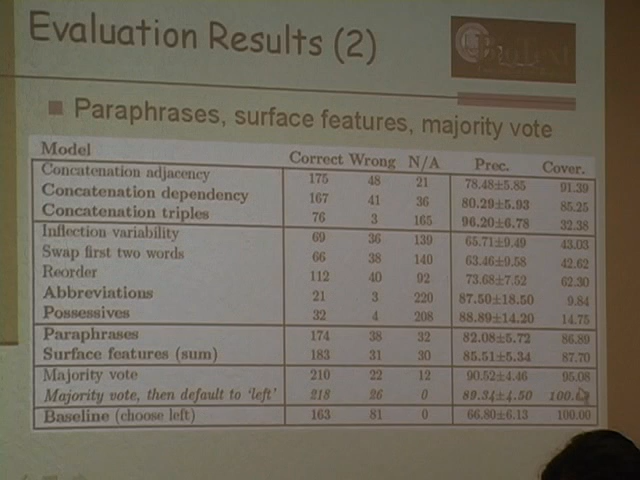 Evaluation Results (2)
BioText
Paraphrases, surface features, majority vote
Model Correct Wrong N/A Prec. Cover.
Concatenation adjacency 175 48 21 78.48±5.85 91.39
Concatenation dependency 167 41 36 80.29±5.93 85.25
Concatenation triples 76 3 165 96.20±6.78 32.38
Inflection variability 69 36 139 65.71±9.49 43.03
Swap first two words 66 38 140 63.46±9.58 42.62
Reorder 112 40 92 73.68±7.52 62.30
Abbreviations 21 3 220 87.50±18.50 9.84
Possessives 32 4 208 88.89±14.20 14.75
Paraphrases 174 38 32 82.08±5.72 86.89
Surface features (sum) 183 31 30 85.51±5.34 87.70
Majority vote 210 22 12 90.52±4.46 95.08
Majority vote, then default to 'left' 218 26 0 89.34±4.50
Baseline (choose left) 163 81 0 66.80±6.13 100.00